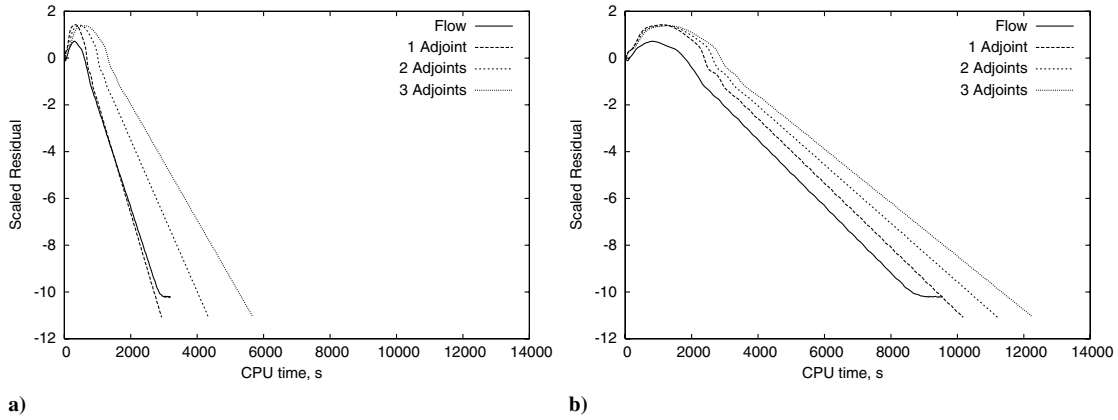 2
0
-2
-4
-6
-8
-10
-12
Scaled Residual
Flow
1 Adjoint
2 Adjoints
3 Adjoints
0 2000 4000 6000 8000 10000 12000 14000
CPU time, s
a)
2
0
-2
-4
-6
-8
-10
-12
Scaled Residual
Flow
1 Adjoint
2 Adjoints
3 Adjoints
0 2000 4000 6000 8000 10000 12000 14000
CPU time, s
b)